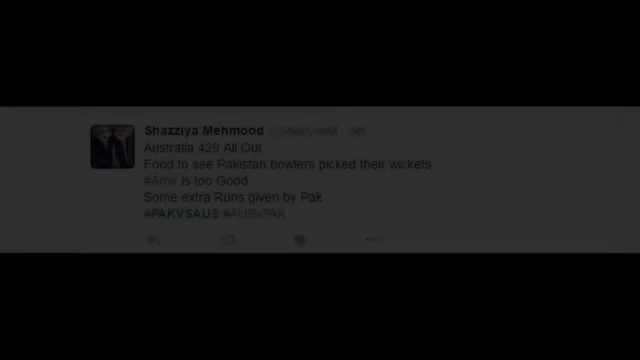 Shazziya Mehmood
Australia 429 All Out
Food to see Pakistan bowlers picked their wickets
#Amir is too Good
Some extra Runs given by Pak
#PAKVSAUS #AUSvPAK